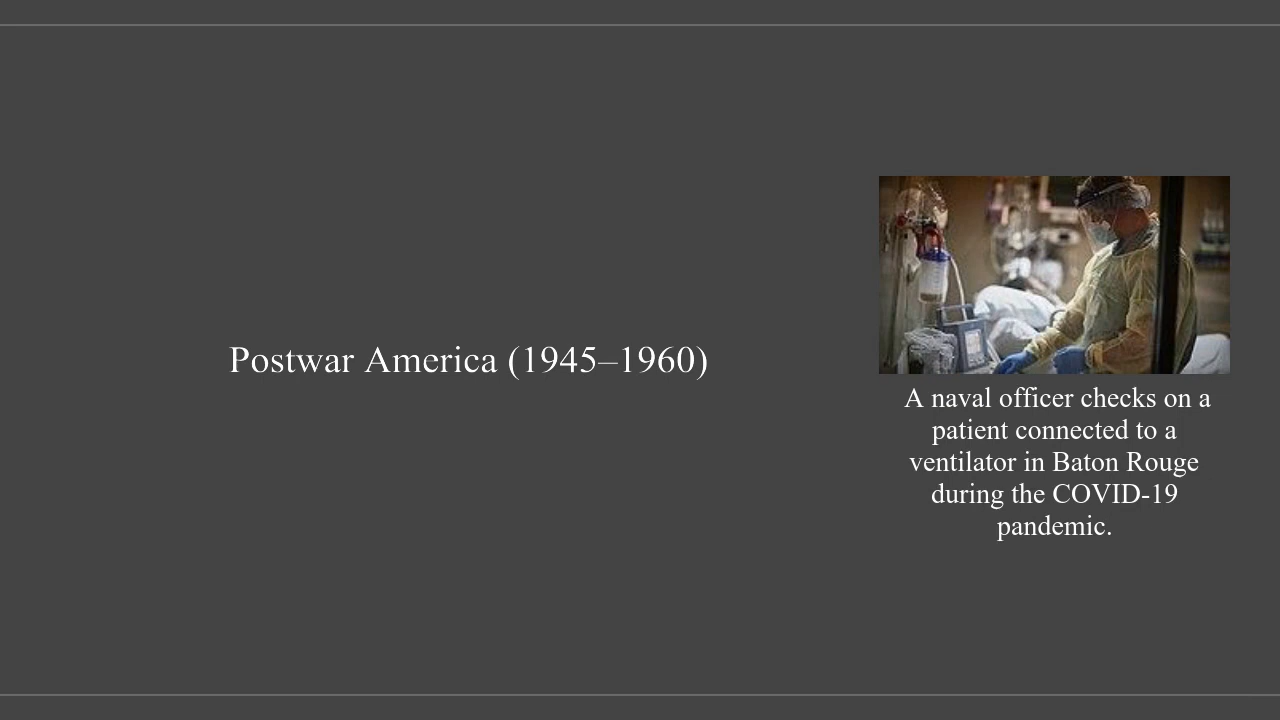 Postwar America (1945–1960)
A naval officer checks on a
patient connected to a
ventilator in Baton Rouge
during the COVID-19
pandemic.